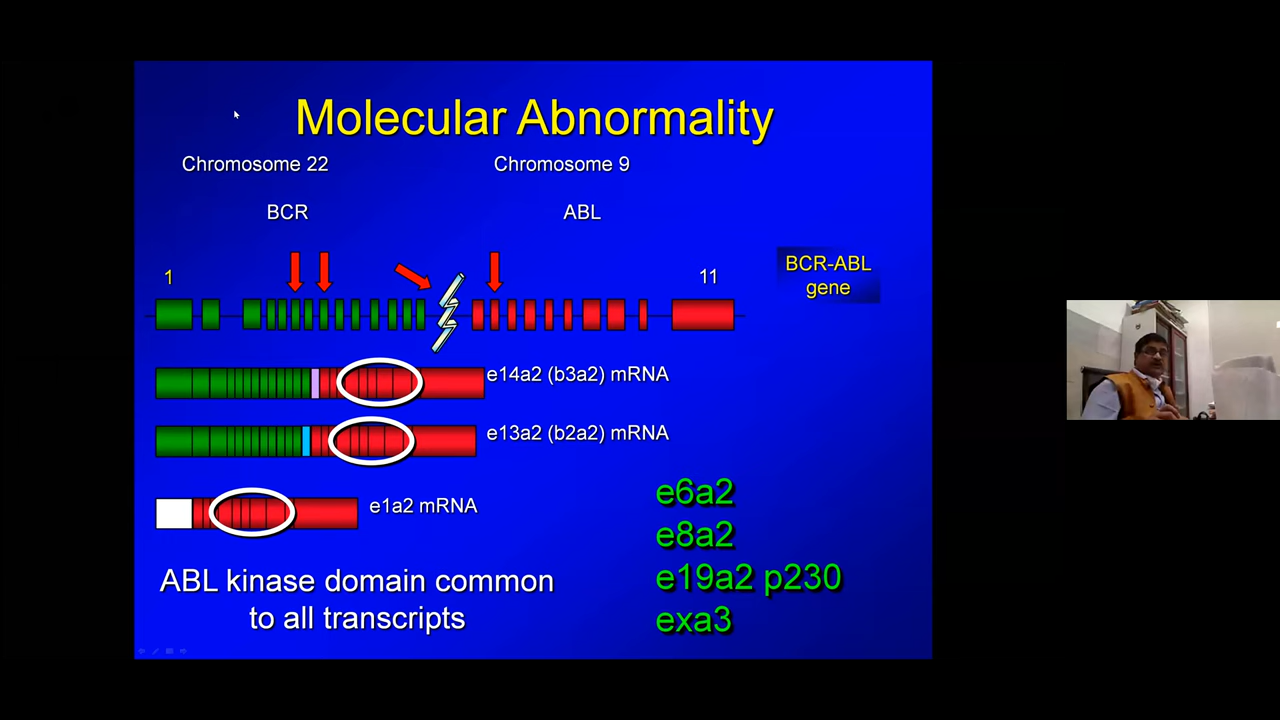 Molecular Abnormality
Chromosome 22
Chromosome 9
BCR
ABL
1
11
BCR-ABL
gene
e14a2 (b3a2) mRNA
e13a2 (b2a2) mRNA
e1a2 mRNA
e6a2
e8a2
e19a2 p230
exa3
ABL kinase domain common
to all transcripts